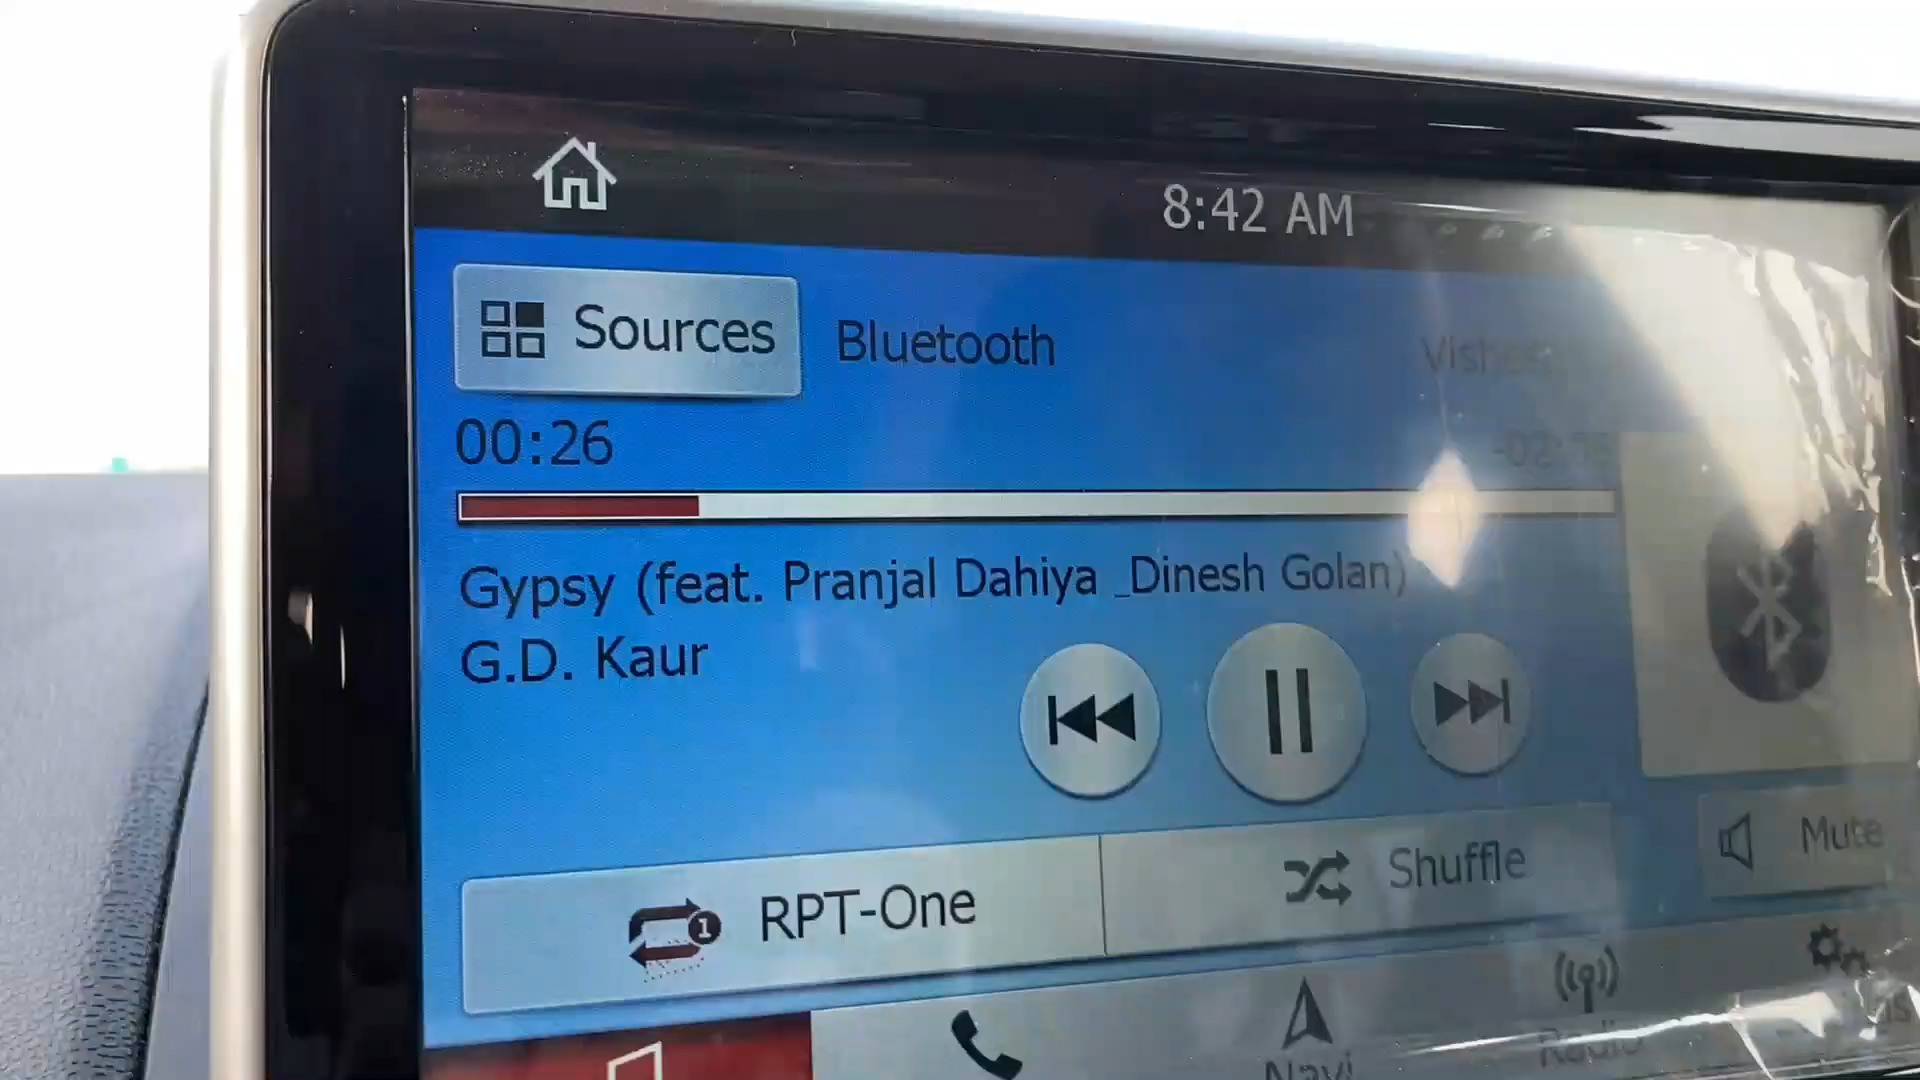 8:42 AM
Sources
Bluetooth
00:26
Gypsy (feat. Pranjal Dahiya _Dinesh Golan)
G.D. Kaur
RPT-One
Shuffle
Mute
Navi
Radio